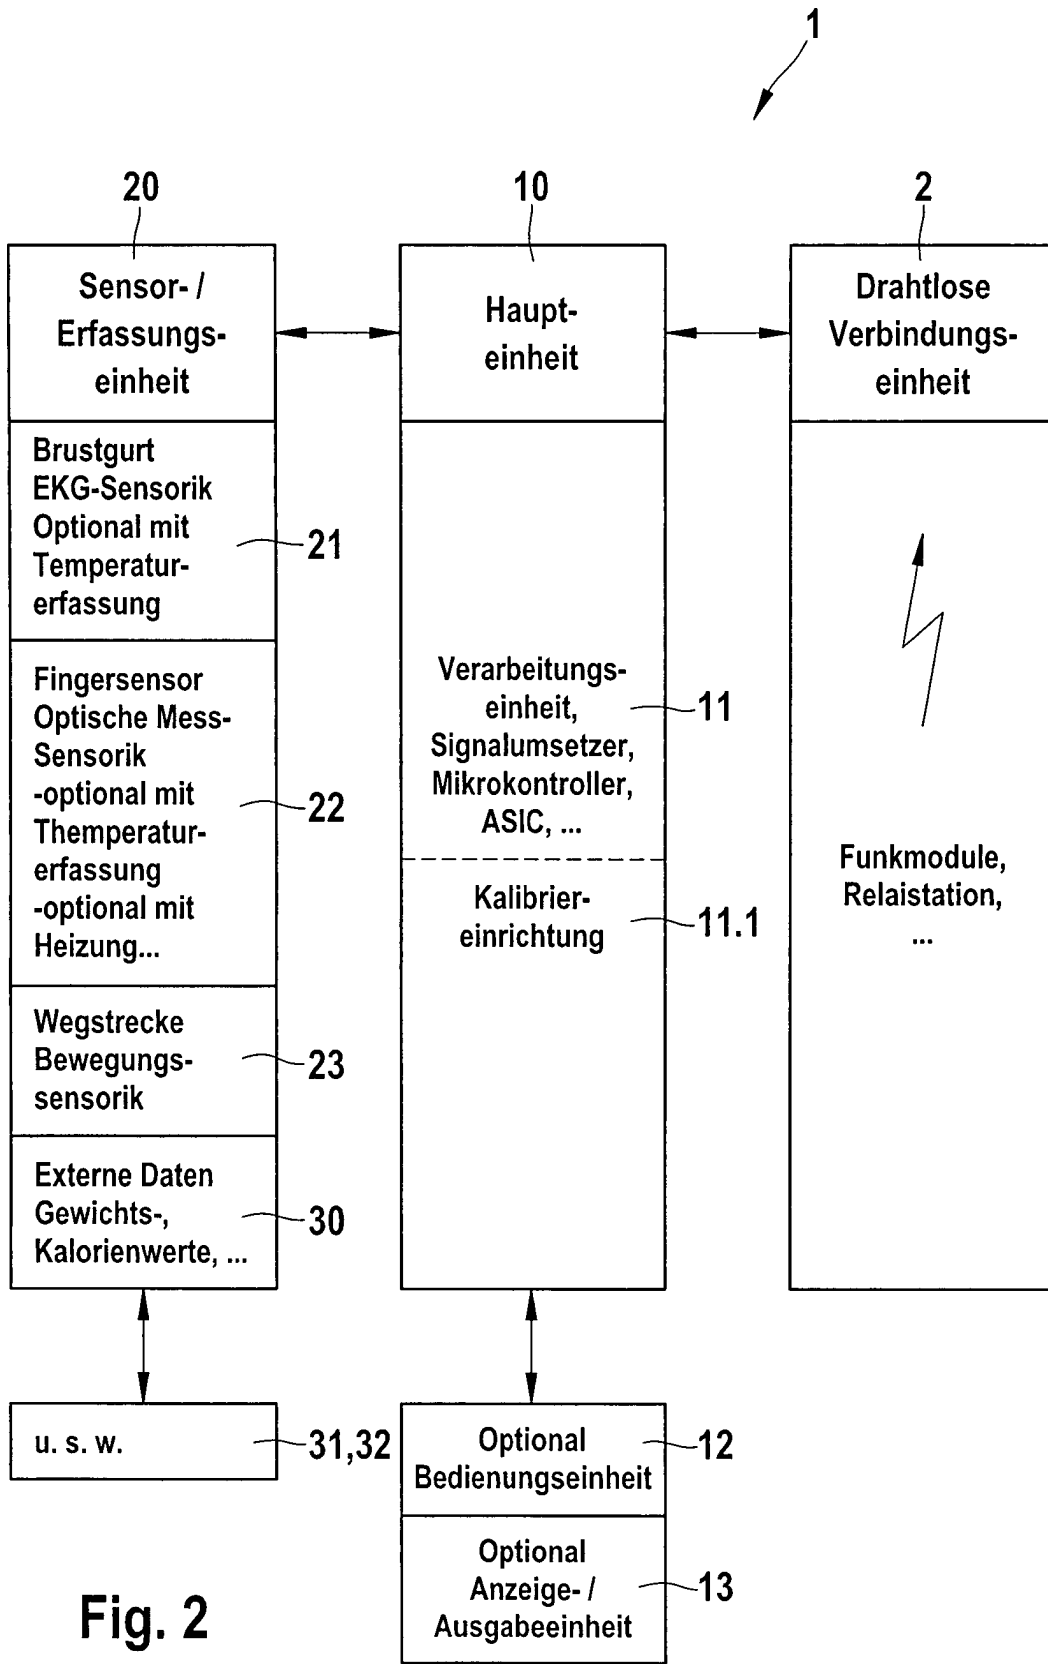 1
20
10
2
Sensor- /
Erfassungs-
einheit
Haupt-
einheit
Drahtlose
Verbindungs-
einheit
Brustgurt
EKG-Sensorik
Optional mit
Temperatur-
erfassung
21
Fingersensor
Optische Mess-
Sensorik
-optional mit
Themperatur-
erfassung
-optional mit
Heizung...
22
Wegstrecke
Bewegungs-
sensorik
23
Externe Daten
Gewichts-,
Kalorienwerte, ...
30
u. s. w.
31,32
Verarbeitungs-
einheit,
Signalumsetzer,
Mikrokontroller,
ASIC, ...
11
Kalibrier-
einrichtung
11.1
Optional
Bedienungseinheit
12
Optional
Anzeige- /
Ausgabeeinheit
13
Funkmodule,
Relaistation,
...
Fig. 2